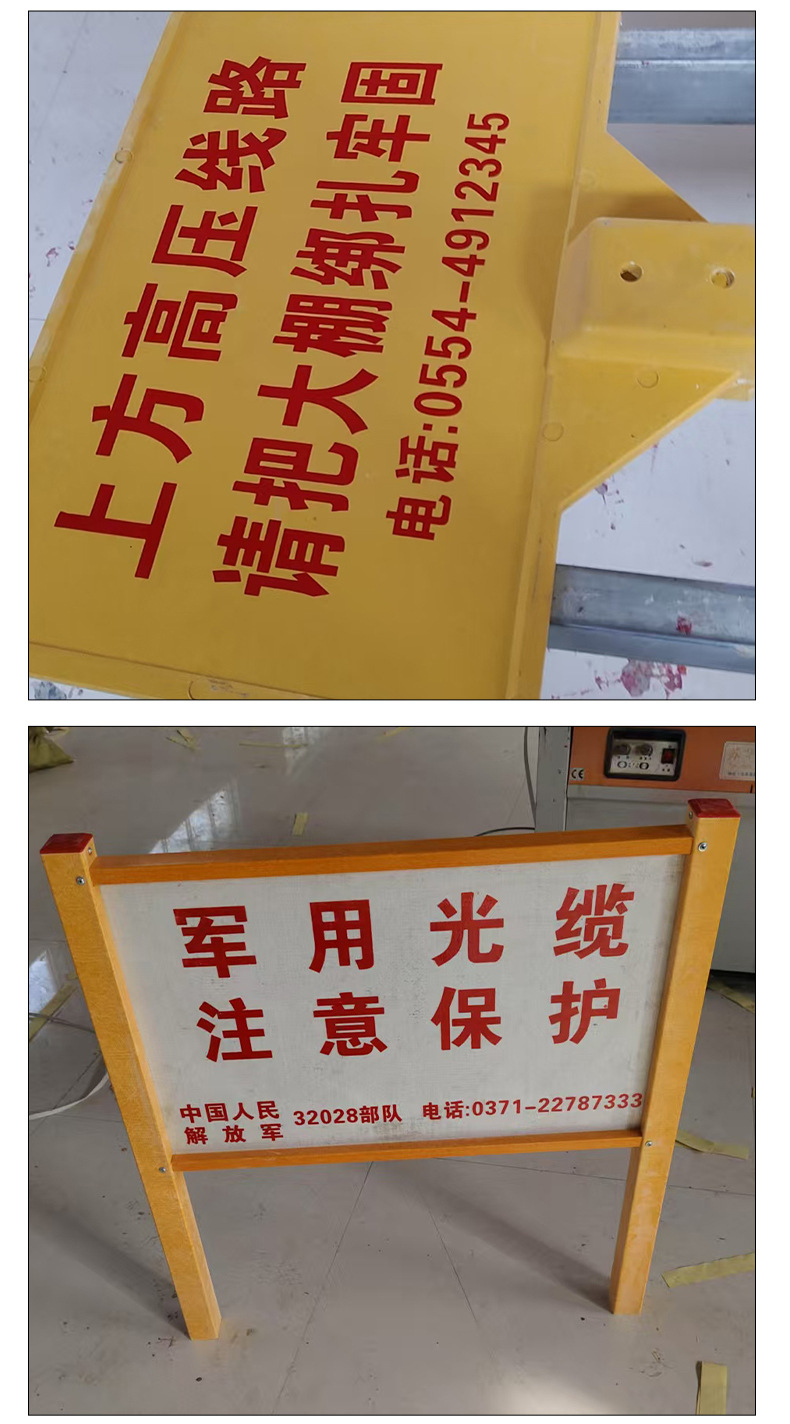 上方高压线路
请把大棚绑扎牢固
电话:0554-4912345
CE
军用光缆
注意保护
中国人民
解放军
32028部队 电话:0371-22787333